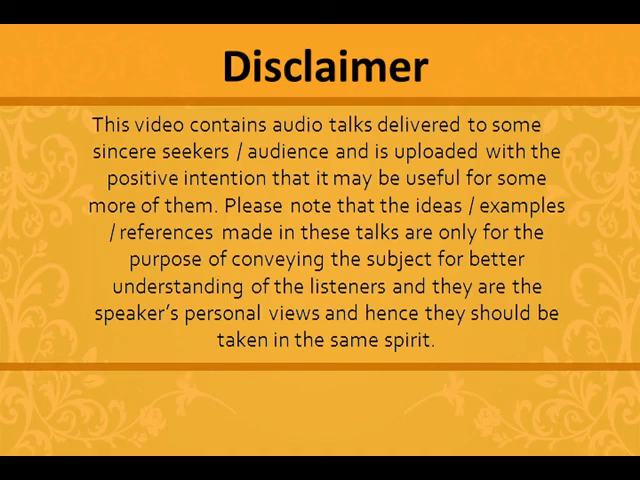 Disclaimer
This video contains audio talks delivered to some
sincere seekers / audience and is uploaded with the
positive intention that it may be useful for some
more of them. Please note that the ideas / examples
/ references made in these talks are only for the
purpose of conveying the subject for better
understanding of the listeners and they are the
speaker's personal views and hence they should be
taken in the same spirit.